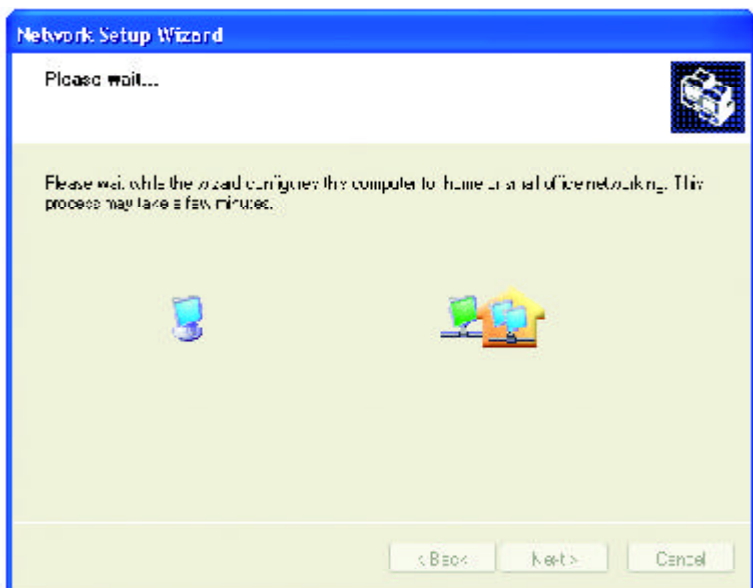 Network Setup Wizard
Please wait...
Please wait while the wizard configures this computer for home or small office networking. This
process may take a few minutes.
< Back
Next >
Cancel